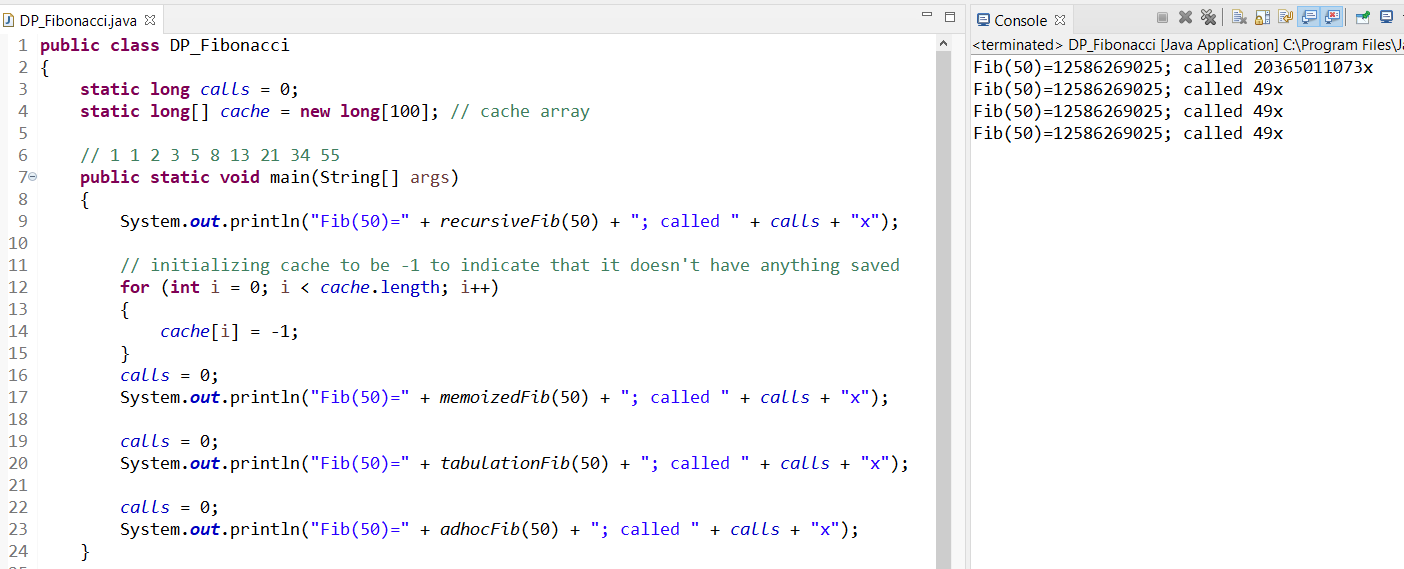 DP_Fibonacci.java
1 public class DP_Fibonacci
2 {
3 static long calls = 0;
4 static long[] cache = new long[100]; // cache array
5
6 // 1 1 2 3 5 8 13 21 34 55
7 public static void main(String[] args)
8 {
9 System.out.println("Fib(50)=" + recursiveFib(50) + "; called " + calls + "x");
10
11 // initializing cache to be -1 to indicate that it doesn't have anything saved
12 for (int i = 0; i < cache.length; i++)
13 {
14 cache[i] = -1;
15 }
16 calls = 0;
17 System.out.println("Fib(50)=" + memoizedFib(50) + "; called " + calls + "x");
18
19 calls = 0;
20 System.out.println("Fib(50)=" + tabulationFib(50) + "; called " + calls + "x");
21
22 calls = 0;
23 System.out.println("Fib(50)=" + adhocFib(50) + "; called " + calls + "x");
24 }
Console
<terminated> DP_Fibonacci [Java Application] C:\Program Files\Ja
Fib(50)=12586269025; called 20365011073x
Fib(50)=12586269025; called 49x
Fib(50)=12586269025; called 49x
Fib(50)=12586269025; called 49x